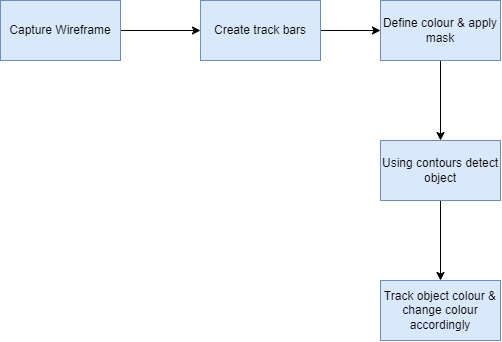 Capture Wireframe
Create track bars
Define colour & apply
mask
Using contours detect
object
Track object colour &
change colour
accordingly